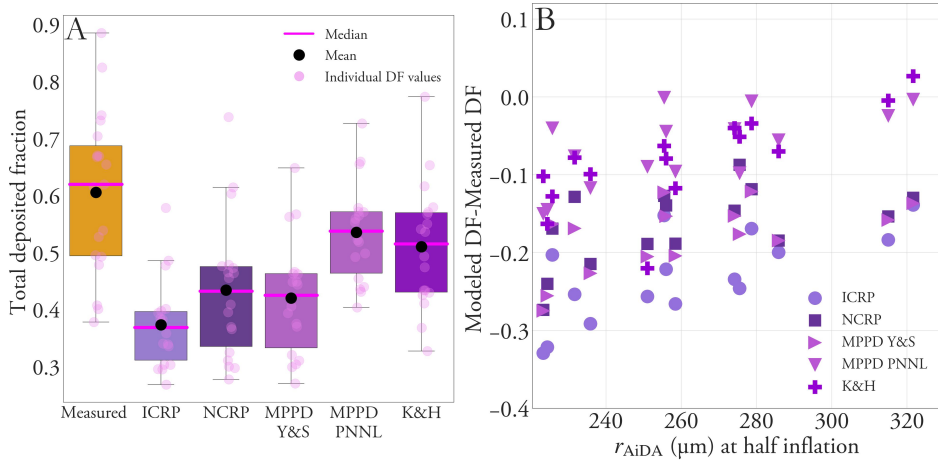 A
Total deposited fraction
0.9
0.8
0.7
0.6
0.5
0.4
0.3
Median
Mean
Individual DF values
Measured
ICRP
NCRP
MPPD
Y&S
MPPD
PNNL
K&H
B
Modeled DF-Measured DF
0.1
0.0
−0.1
−0.2
−0.3
−0.4
ICRP
NCRP
MPPD Y&S
MPPD PNNL
K&H
240 260 280 300 320
rAiDA (μm) at half inflation